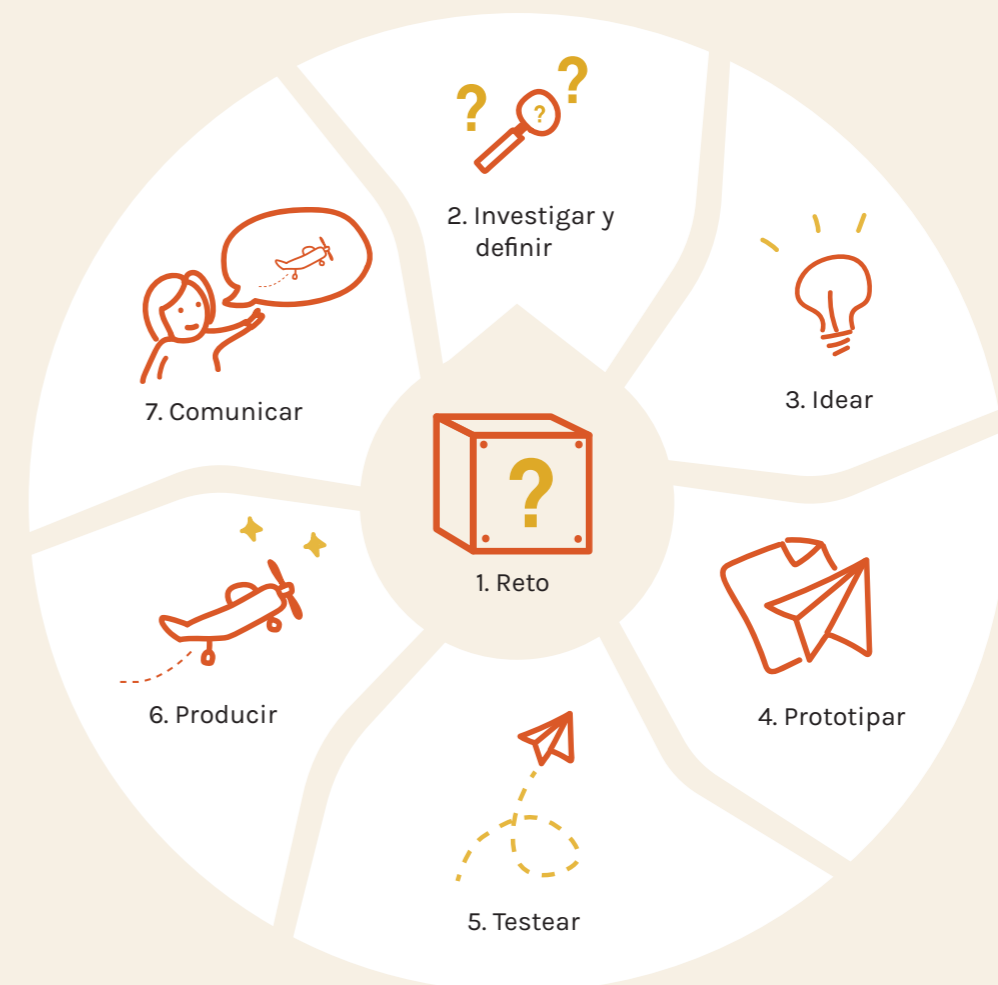 ?
?
?
2. Investigar y
definir
3. Idear
7. Comunicar
?
1. Reto
4. Prototipar
6. Producir
5. Testear